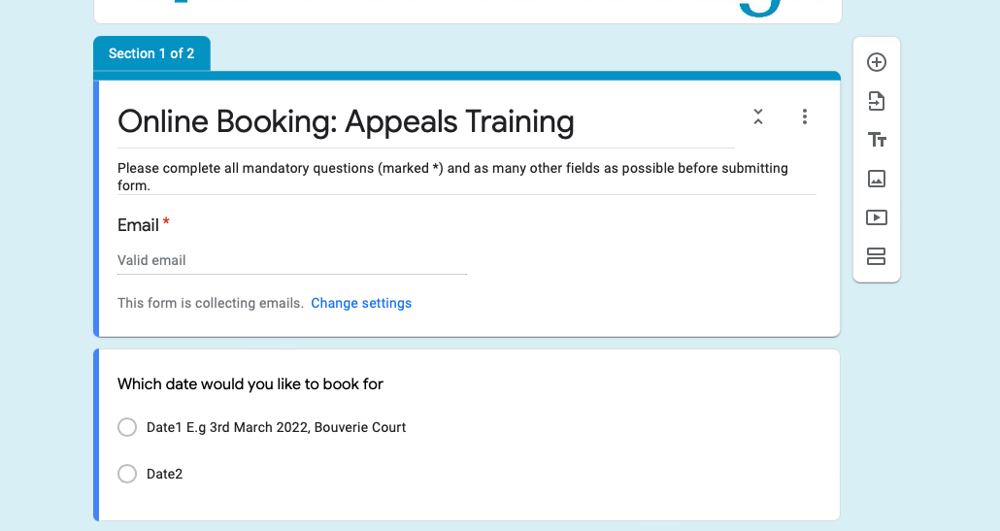 Section 1 of 2
Online Booking: Appeals Training
Please complete all mandatory questions (marked *) and as many other fields as possible before submitting
form.
Email *
Valid email
This form is collecting emails. Change settings
Which date would you like to book for
Date1 E.g 3rd March 2022, Bouverie Court
Date2